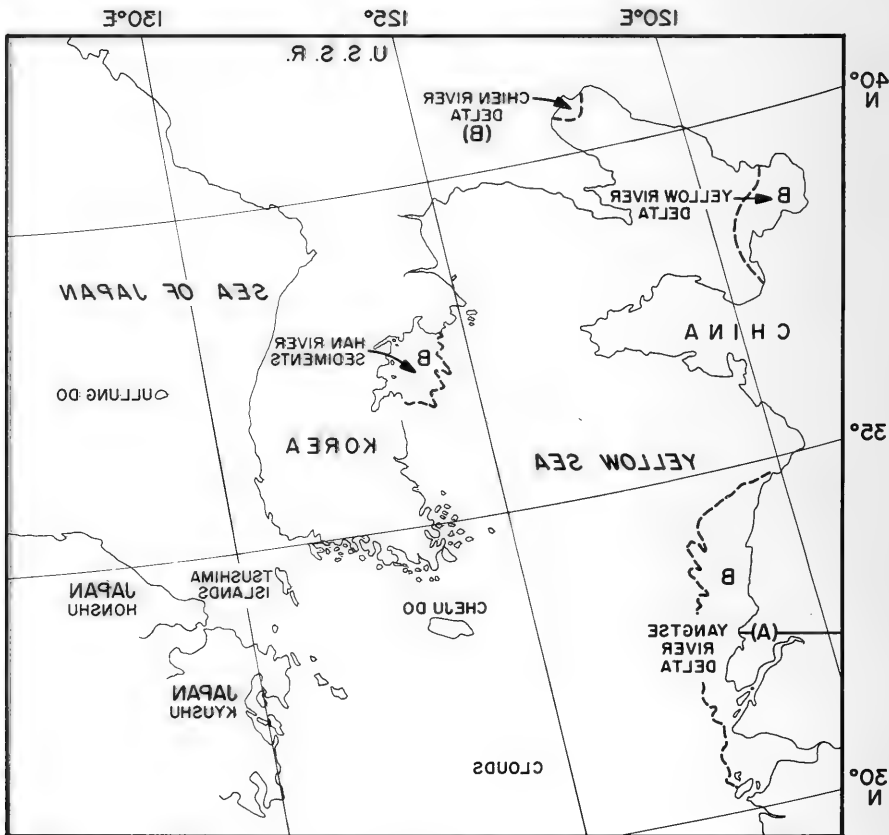 130°E
125°
120°E
U. S. S. R.
40°
N
CHIEN RIVER
DELTA
(B)
YELLOW RIVER
DELTA
B
SEA OF JAPAN
CHINA
HAN RIVER
SEDIMENTS
B
ULLUNG DO
KOREA
YELLOW SEA
35°
TSUSHIMA
ISLANDS
JAPAN
HONSHU
CHEJU DO
B
(A)
YANGTSE
RIVER
DELTA
JAPAN
KYUSHU
CLOUDS
30°
N